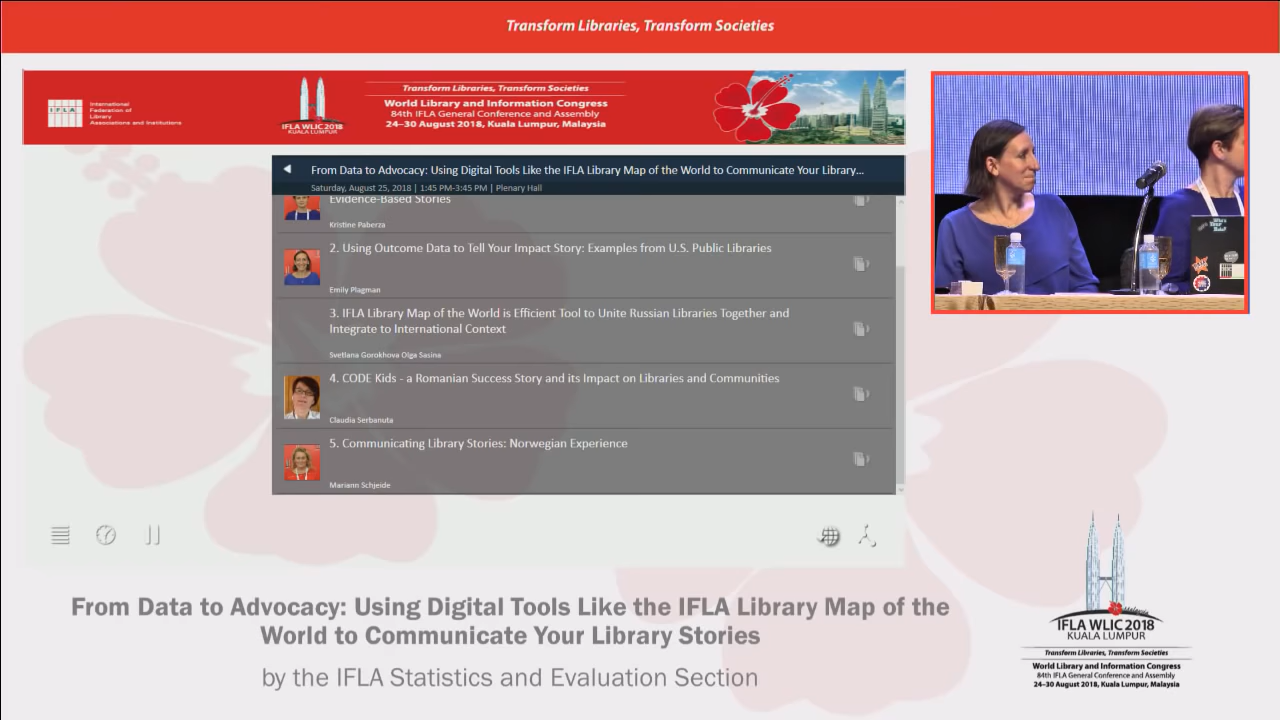 Transform Libraries, Transform Societies
IFLA
International
Federation of
Library
Associations and Institutions
IFLA WLIC 2018
KUALA LUMPUR
Transform Libraries, Transform Societies
World Library and Information Congress
84th IFLA General Conference and Assembly
24–30 August 2018, Kuala Lumpur, Malaysia
From Data to Advocacy: Using Digital Tools Like the IFLA Library Map of the World to Communicate Your Library...
Saturday, August 25, 2018 | 1:45 PM-3:45 PM | Plenary Hall
Evidence-Based Stories
Kristine Paberza
2. Using Outcome Data to Tell Your Impact Story: Examples from U.S. Public Libraries
Emily Plagman
3. IFLA Library Map of the World is Efficient Tool to Unite Russian Libraries Together and
Integrate to International Context
Svetlana Gorokhova Olga Sasina
4. CODE Kids - a Romanian Success Story and its Impact on Libraries and Communities
Claudia Serbanuta
5. Communicating Library Stories: Norwegian Experience
Mariann Schjeide
From Data to Advocacy: Using Digital Tools Like the IFLA Library Map of the
World to Communicate Your Library Stories
by the IFLA Statistics and Evaluation Section
Malaysia
IFLA WLIC 2018
KUALA LUMPUR
Transform Libraries, Transform Societies
World Library and Information Congress
84th IFLA General Conference and Assembly
24–30 August 2018, Kuala Lumpur, Malaysia